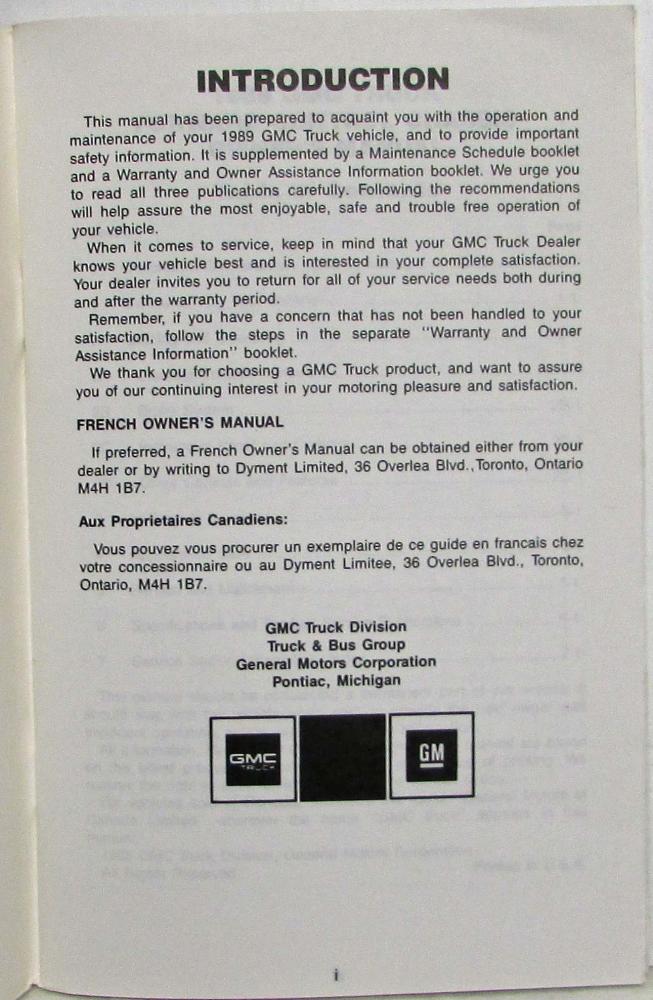 INTRODUCTION
This manual has been prepared to acquaint you with the operation and
maintenance of your 1989 GMC Truck vehicle, and to provide important
safety information. It is supplemented by a Maintenance Schedule booklet
and a Warranty and Owner Assistance Information booklet. We urge you
to read all three publications carefully. Following the recommendations
will help assure the most enjoyable, safe and trouble free operation of
your vehicle.
When it comes to service, keep in mind that your GMC Truck Dealer
knows your vehicle best and is interested in your complete satisfaction.
Your dealer invites you to return for all of your service needs both during
and after the warranty period.
Remember, if you have a concern that has not been handled to your
satisfaction, follow the steps in the separate "Warranty and Owner
Assistance Information" booklet.
We thank you for choosing a GMC Truck product, and want to assure
you of our continuing interest in your motoring pleasure and satisfaction.
FRENCH OWNER'S MANUAL
If preferred, a French Owner's Manual can be obtained either from your
dealer or by writing to Dyment Limited, 36 Overlea Blvd., Toronto, Ontario
M4H 1B7.
Aux Proprietaires Canadiens:
Vous pouvez vous procurer un exemplaire de ce guide en francais chez
votre concessionnaire ou au Dyment Limitee, 36 Overlea Blvd., Toronto,
Ontario, M4H 1B7.
GMC Truck Division
Truck & Bus Group
General Motors Corporation
Pontiac, Michigan
GMC
TRUCK
GM
i